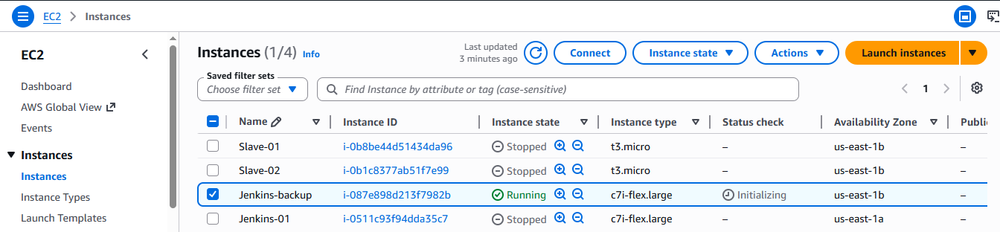 EC2 > Instances
EC2
Dashboard
AWS Global View
Events
Instances
Instances
Instance Types
Launch Templates
Instances (1/4) Info
Last updated
3 minutes ago
Connect
Instance state
Actions
Launch instances
Saved filter sets
Choose filter set
Find Instance by attribute or tag (case-sensitive)
1
Name Instance ID Instance state Instance type Status check Availability Zone Public
Slave-01 i-0b8be44d51434da96 Stopped t3.micro – us-east-1b –
Slave-02 i-0b1c8377ab51f7e99 Stopped t3.micro – us-east-1b –
Jenkins-backup i-087e898d213f7982b Running c7i-flex.large Initializing us-east-1b –
Jenkins-01 i-0511c93f94dda35c7 Stopped c7i-flex.large – us-east-1a –